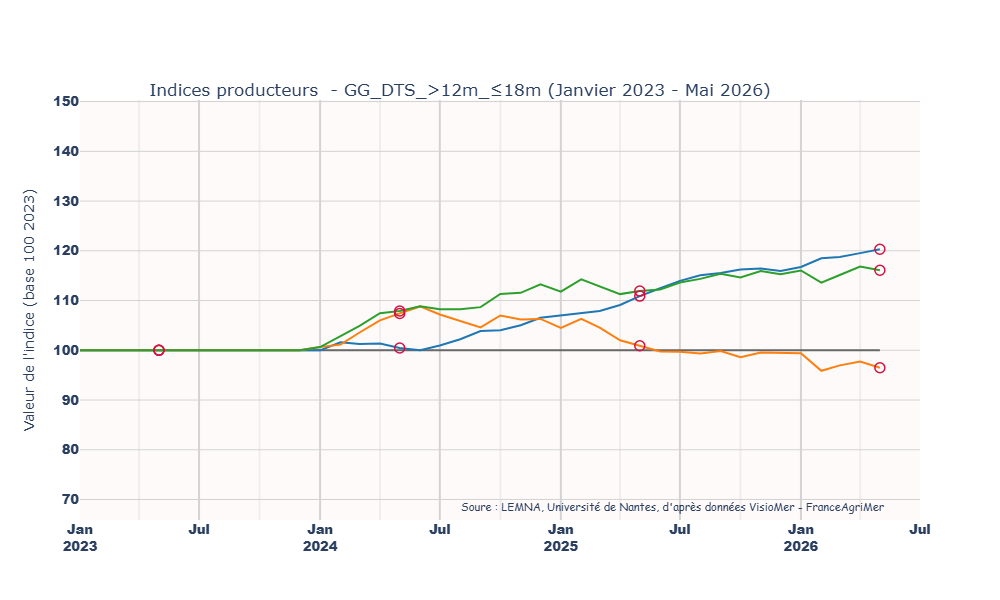 Indices producteurs  - GG_DTS_>12m_≤18m (Janvier 2023 - Mai 2026)
Valeur de l'indice (base 100 2023)
150
140
130
120
110
100
90
80
70
Soure : LEMNA, Université de Nantes, d'après données VisioMer - FranceAgriMer
Jan Jul Jan Jul Jan Jul Jan Jul
2023 2024 2025 2026